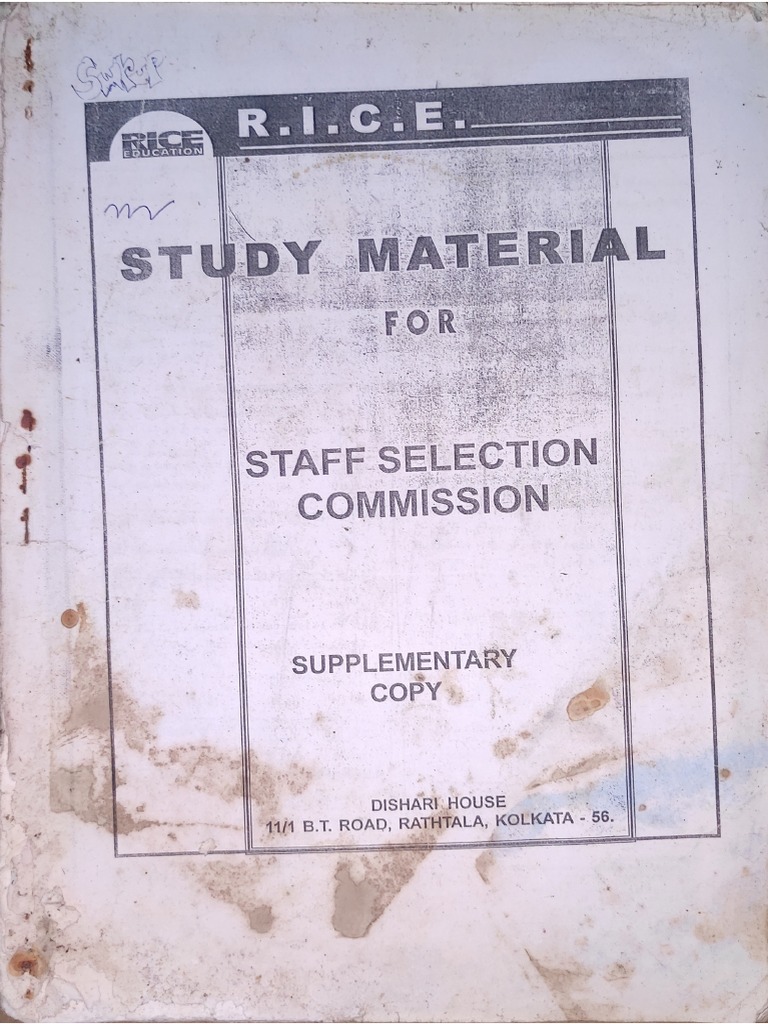 R.I.C.E.
RICE
EDUCATION
STUDY MATERIAL
FOR
STAFF SELECTION
COMMISSION
SUPPLEMENTARY
COPY
DISHARI HOUSE
11/1 B.T. ROAD, RATHTALA, KOLKATA - 56.